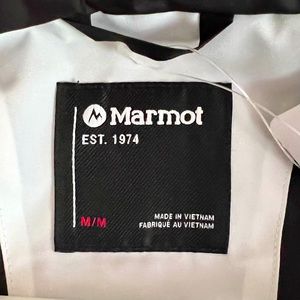 Marmot
EST. 1974
M/M
MADE IN VIETNAM
FABRIQUÉ AU VIETNAM